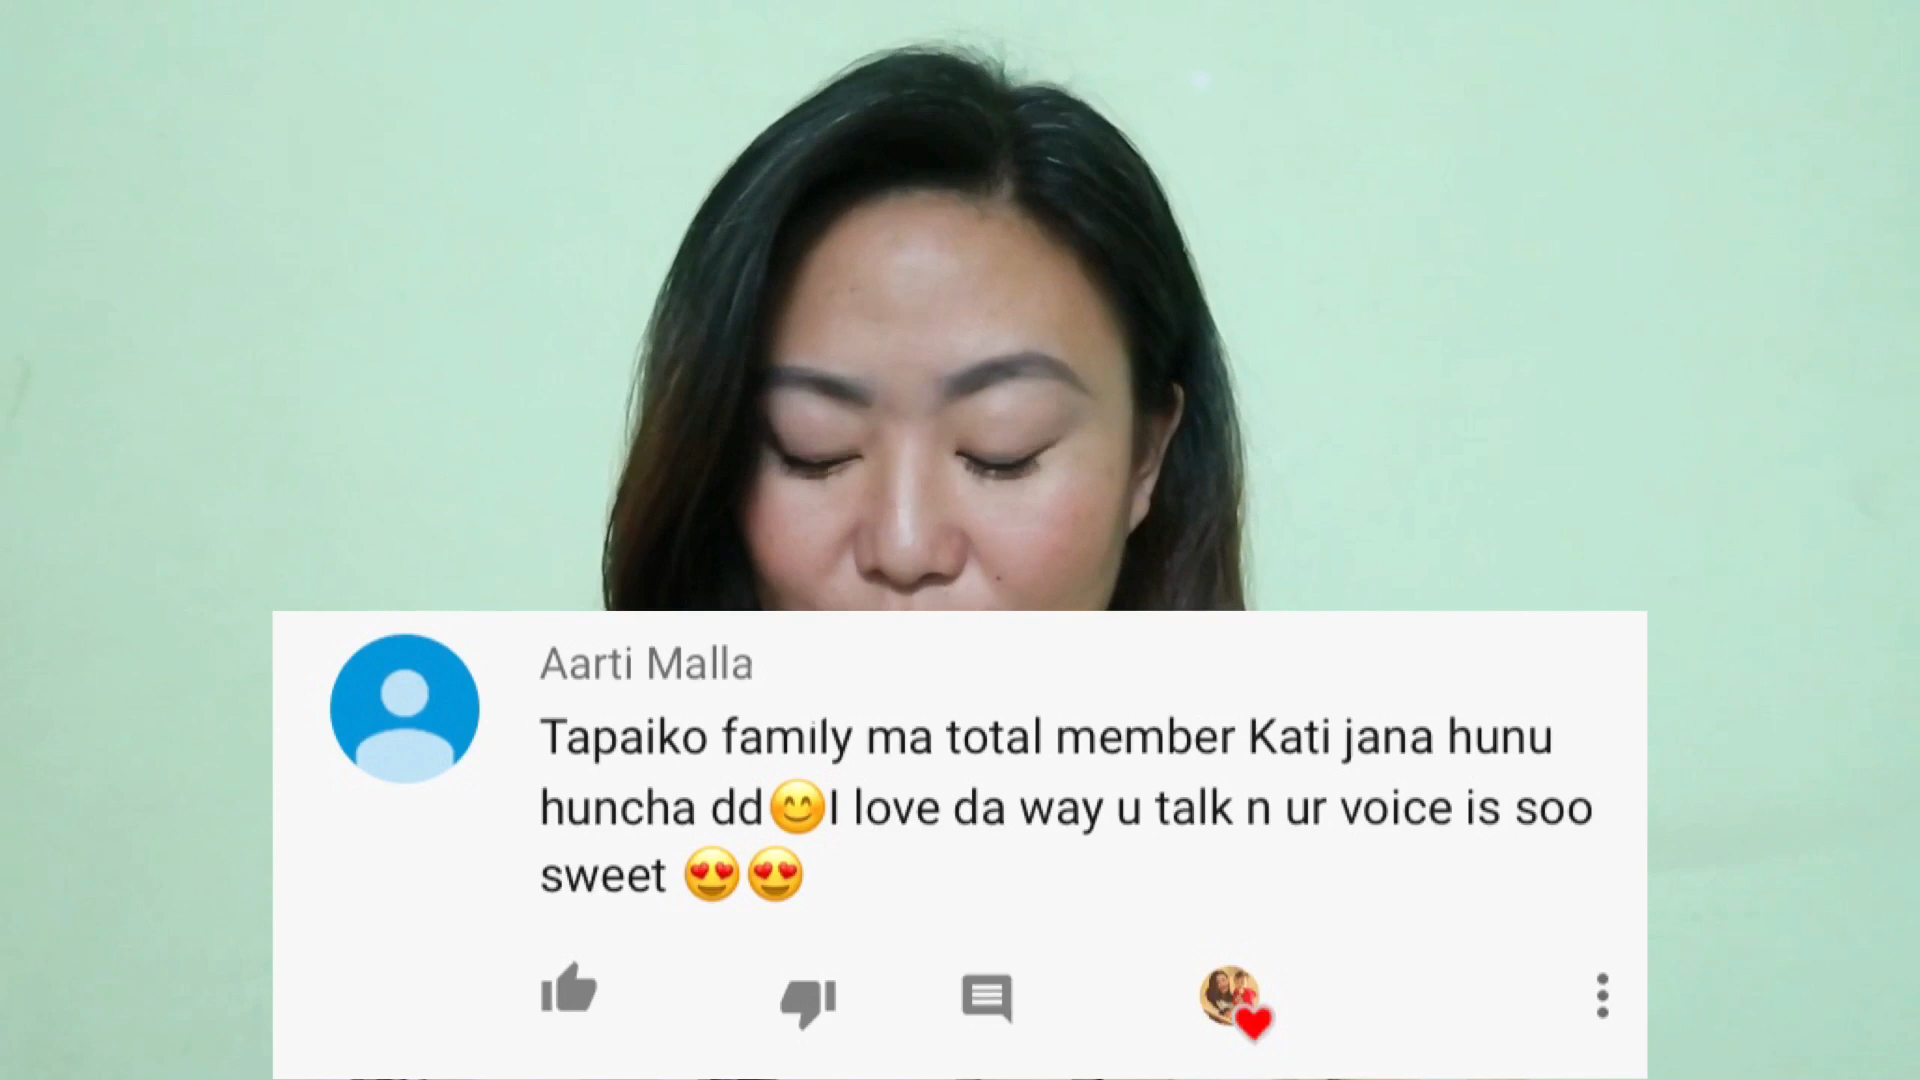 Aarti Malla
Tapaiko family ma total member Kati jana hunu
huncha dd😊I love da way u talk n ur voice is soo
sweet 😍😍